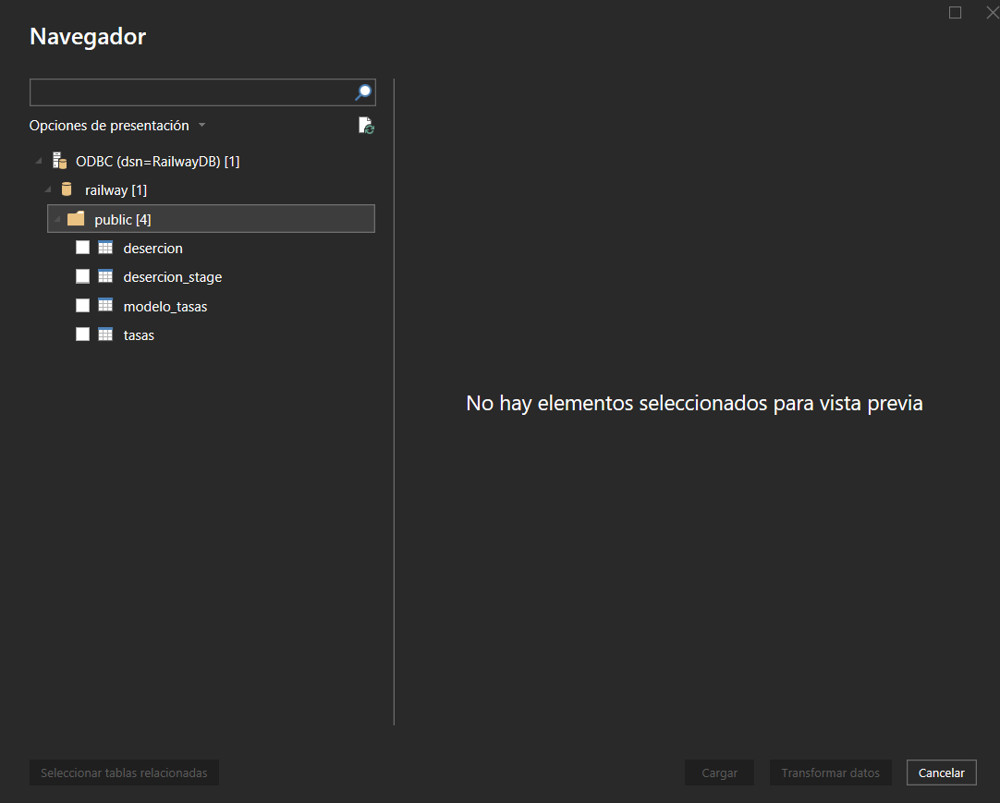 Navegador
Opciones de presentación
ODBC (dsn=RailwayDB) [1]
railway [1]
public [4]
desercion
desercion_stage
modelo_tasas
tasas
No hay elementos seleccionados para vista previa
Seleccionar tablas relacionadas
Cargar
Transformar datos
Cancelar